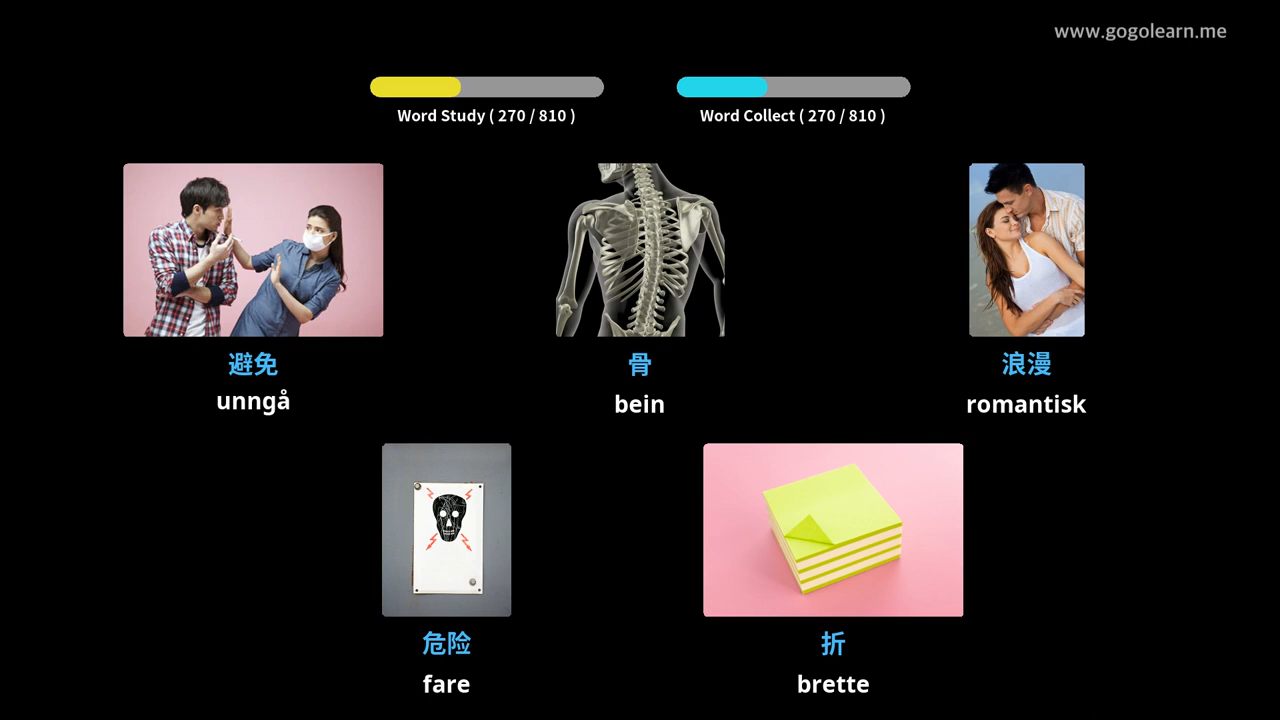 www.gogolearn.me
Word Study ( 270 / 810 )
Word Collect ( 270 / 810 )
避免
unngå
骨
bein
浪漫
romantisk
危险
fare
折
brette